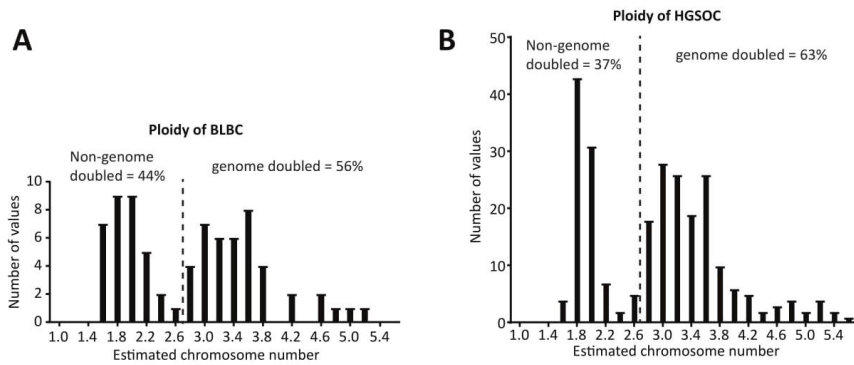 A
Ploidy of BLBC
Non-genome
doubled = 44%
genome doubled = 56%
Number of values
10
8
6
4
2
0
1.0 1.4 1.8 2.2 2.6 3.0 3.4 3.8 4.2 4.6 5.0 5.4
Estimated chromosome number
B
Ploidy of HGSOC
Non-genome
doubled = 37%
genome doubled = 63%
Number of values
50
40
30
20
10
0
1.0 1.4 1.8 2.2 2.6 3.0 3.4 3.8 4.2 4.6 5.0 5.4
Estimated chromosome number